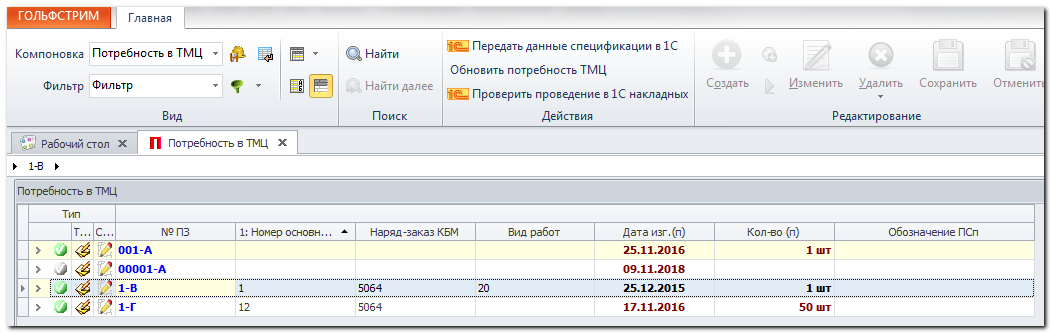 ГОЛЬФСТРИМ Главная
Компоновка Потребность в ТМЦ
Фильтр Фильтр
Вид
Найти
Найти далее
Поиск
1С Передать данные спецификации в 1С
Обновить потребность ТМЦ
1С Проверить проведение в 1С накладных
Действия
Создать Изменить Удалить Сохранить Отменить
Редактирование
Рабочий стол Потребность в ТМЦ
1-В
Потребность в ТМЦ
Тип
Т... С... № ПЗ 1: Номер основн... Наряд-заказ КБМ Вид работ Дата изг.(п) Кол-во (п) Обозначение ПСп
001-А 25.11.2016 1 шт
00001-А 09.11.2018
1-В 1 5064 20 25.12.2015 1 шт
1-Г 12 5064 17.11.2016 50 шт